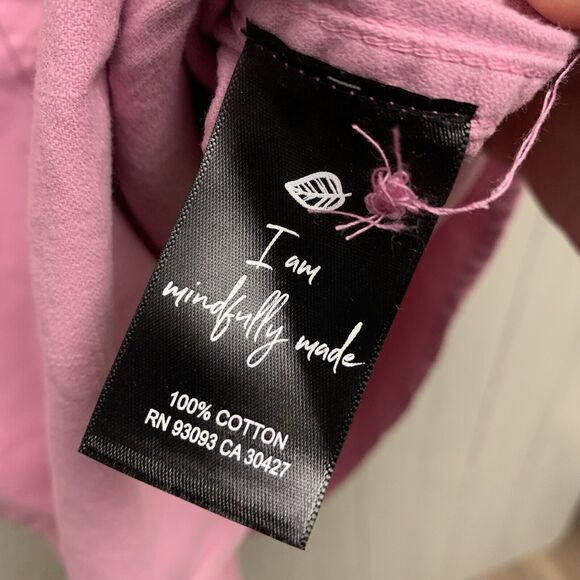 I am
mindfully made
100% COTTON
RN 93093 CA 30427